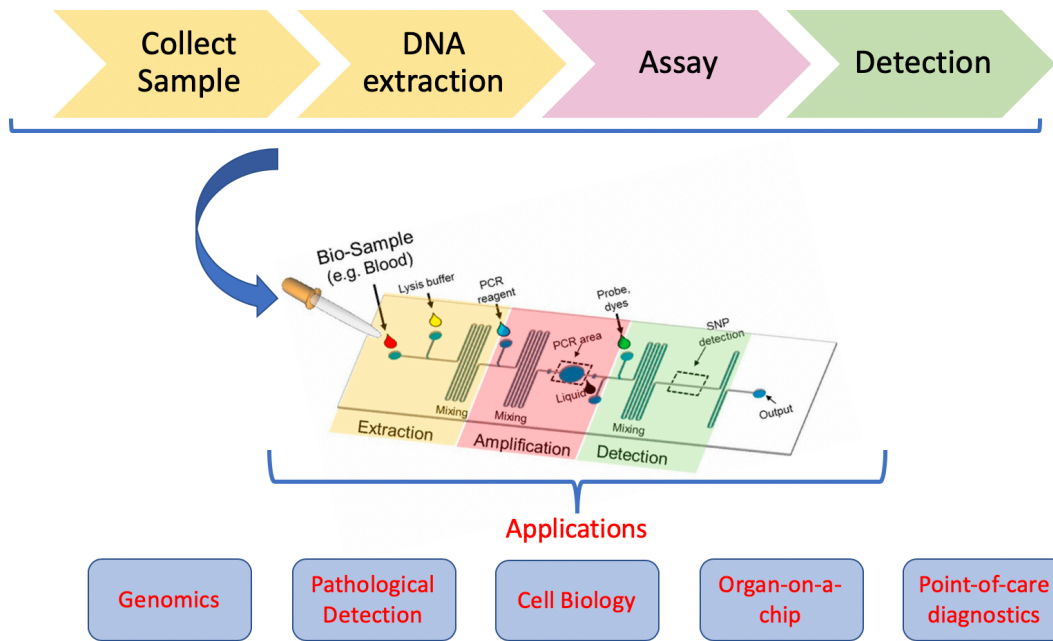 Collect
Sample
DNA
extraction
Assay
Detection
Bio-Sample
(e.g. Blood)
Lysis buffer
PCR
reagent
Probe,
dyes
SNP
detection
PCR area
Liquid
Output
Mixing
Mixing
Mixing
Extraction
Amplification
Detection
Applications
Genomics
Pathological
Detection
Cell Biology
Organ-on-a-
chip
Point-of-care
diagnostics